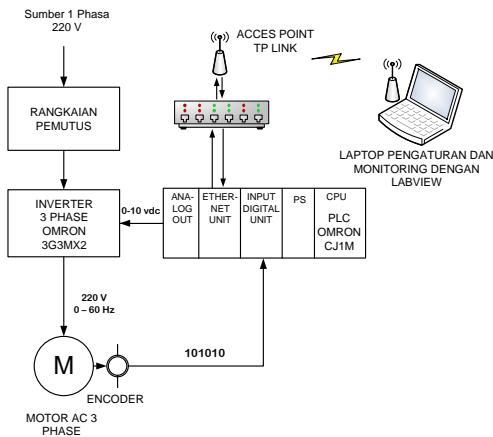 Sumber 1 Phasa
220 V
ACCES POINT
TP LINK
RANGKAIAN
PEMUTUS
LAPTOP PENGATURAN DAN
MONITORING DENGAN
LABVIEW
INVERTER
3 PHASE
OMRON
3G3MX2
0-10 vdc
ANA-
LOG
OUT
ETHER-
NET
UNIT
INPUT
DIGITAL
UNIT
PS
CPU
PLC
OMRON
CJ1M
220 V
0 – 60 Hz
M
101010
ENCODER
MOTOR AC 3
PHASE